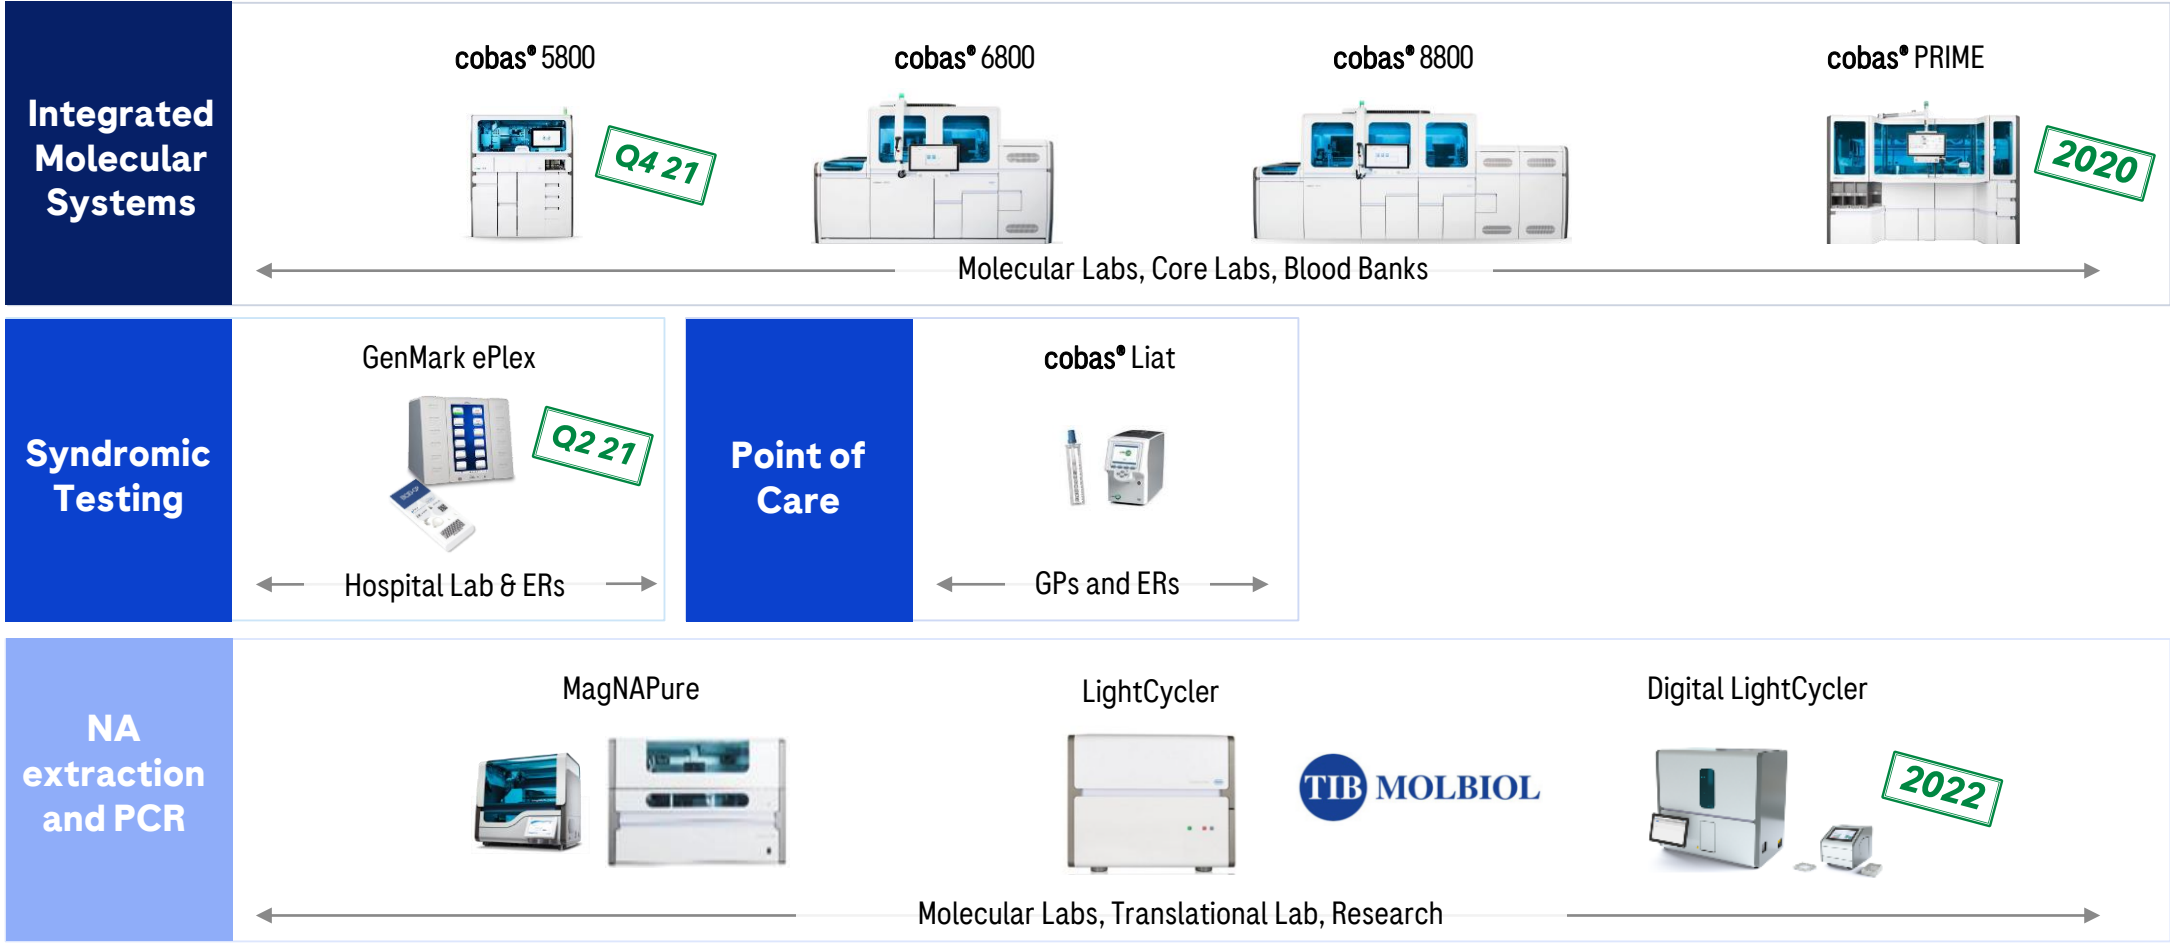 cobas® 5800
cobas® 6800
cobas® 8800
cobas® PRIME
Integrated
Molecular
Systems
Q4 21
2020
Molecular Labs, Core Labs, Blood Banks
GenMark ePlex
Syndromic
Testing
Q2 21
Hospital Lab & ERs
cobas® Liat
Point of
Care
GPs and ERs
MagNAPure
LightCycler
Digital LightCycler
NA
extraction
and PCR
TIB MOLBIOL
2022
Molecular Labs, Translational Lab, Research